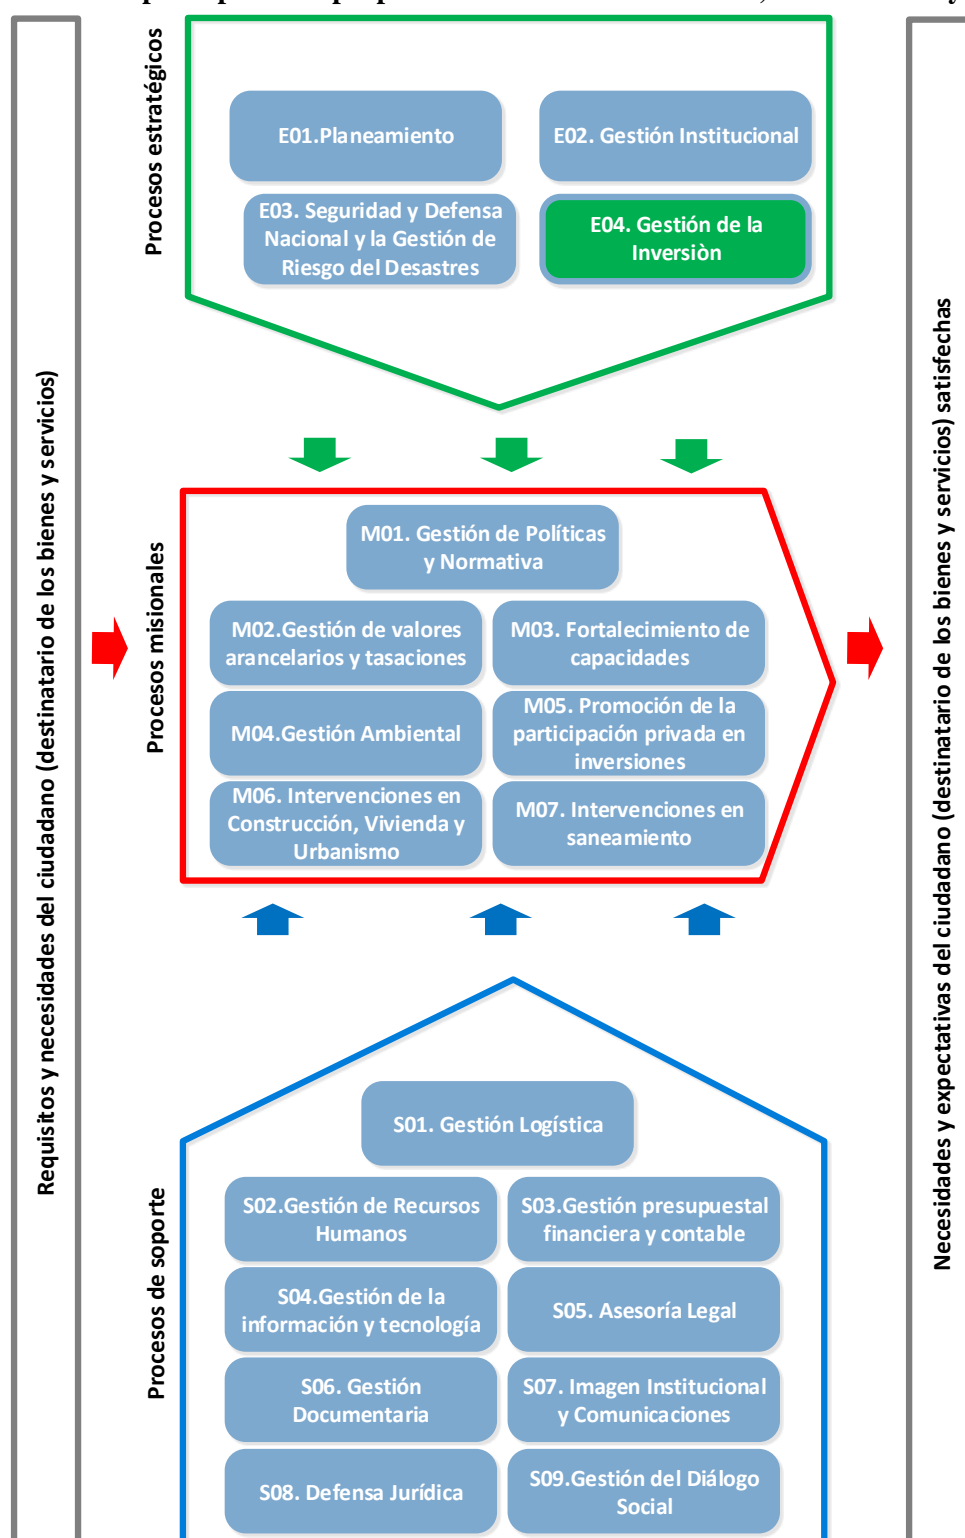 Procesos estratégicos
E01.Planeamiento
E02. Gestión Institucional
E03. Seguridad y Defensa
Nacional y la Gestión de
Riesgo del Desastres
E04. Gestión de la
Inversiòn
Requisitos y necesidades del ciudadano (destinatario de los bienes y servicios)
Procesos misionales
M01. Gestión de Políticas
y Normativa
M02.Gestión de valores
arancelarios y tasaciones
M03. Fortalecimiento de
capacidades
M04.Gestión Ambiental
M05. Promoción de la
participación privada en
inversiones
M06. Intervenciones en
Construcción, Vivienda y
Urbanismo
M07. Intervenciones en
saneamiento
Necesidades y expectativas del ciudadano (destinatario de los bienes y servicios) satisfechas
Procesos de soporte
S01. Gestión Logística
S02.Gestión de Recursos
Humanos
S03.Gestión presupuestal
financiera y contable
S04.Gestión de la
información y tecnología
S05. Asesoría Legal
S06. Gestión
Documentaria
S07. Imagen Institucional
y Comunicaciones
S08. Defensa Jurídica
S09.Gestión del Diálogo
Social